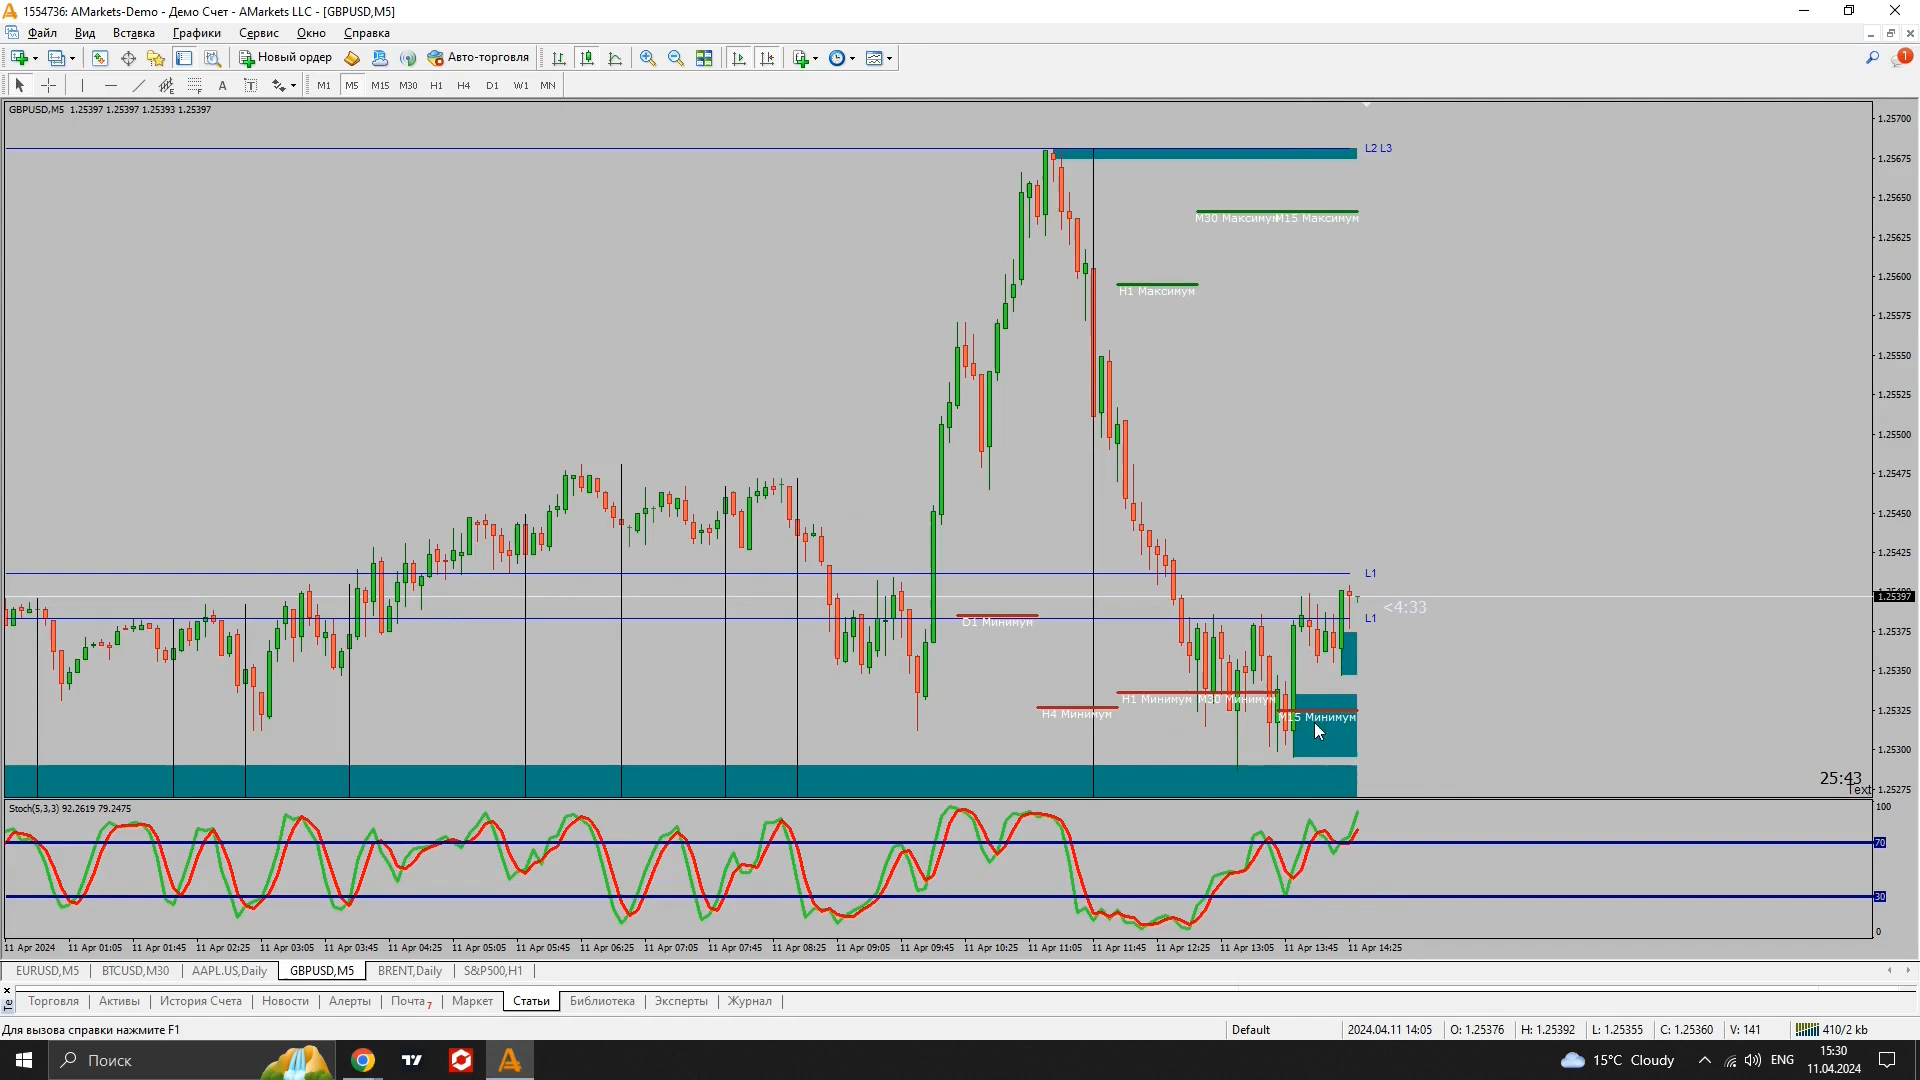 1554736: AMarkets-Demo - Демо Счет - AMarkets LLC - [GBPUSD,M5]
Файл Вид Вставка Графики Сервис Окно Справка
Новый ордер Авто-торговля
A T M1 M5 M15 M30 H1 H4 D1 W1 MN
GBPUSD,M5 1.25397 1.25397 1.25393 1.25397
1.25700
L2 L3
1.25675
1.25650
M30 Максимум M15 Максимум
1.25625
1.25600
H1 Максимум
1.25575
1.25550
1.25525
1.25500
1.25475
1.25450
1.25425
L1
1.25397
<4:33
L1
D1 Минимум
1.25375
1.25350
H1 Минимум M30 Минимум
H4 Минимум
1.25325
M15 Минимум
1.25300
25:43
Text
1.25275
Stoch(5,3,3) 92.2619 79.2475
100
70
30
0
11 Apr 2024 11 Apr 01:05 11 Apr 01:45 11 Apr 02:25 11 Apr 03:05 11 Apr 03:45 11 Apr 04:25 11 Apr 05:05 11 Apr 05:45 11 Apr 06:25 11 Apr 07:05 11 Apr 07:45 11 Apr 08:25 11 Apr 09:05 11 Apr 09:45 11 Apr 10:25 11 Apr 11:05 11 Apr 11:45 11 Apr 12:25 11 Apr 13:05 11 Apr 13:45 11 Apr 14:25
EURUSD,M5 BTCUSD,M30 AAPL.US,Daily GBPUSD,M5 BRENT,Daily S&P500,H1
Торговля Активы История Счета Новости Алерты Почта 7 Маркет Статьи Библиотека Эксперты Журнал
Для вызова справки нажмите F1 Default 2024.04.11 14:05 O: 1.25376 H: 1.25392 L: 1.25355 C: 1.25360 V: 141 410/2 kb
Поиск 15°C Cloudy ENG 15:30
11.04.2024